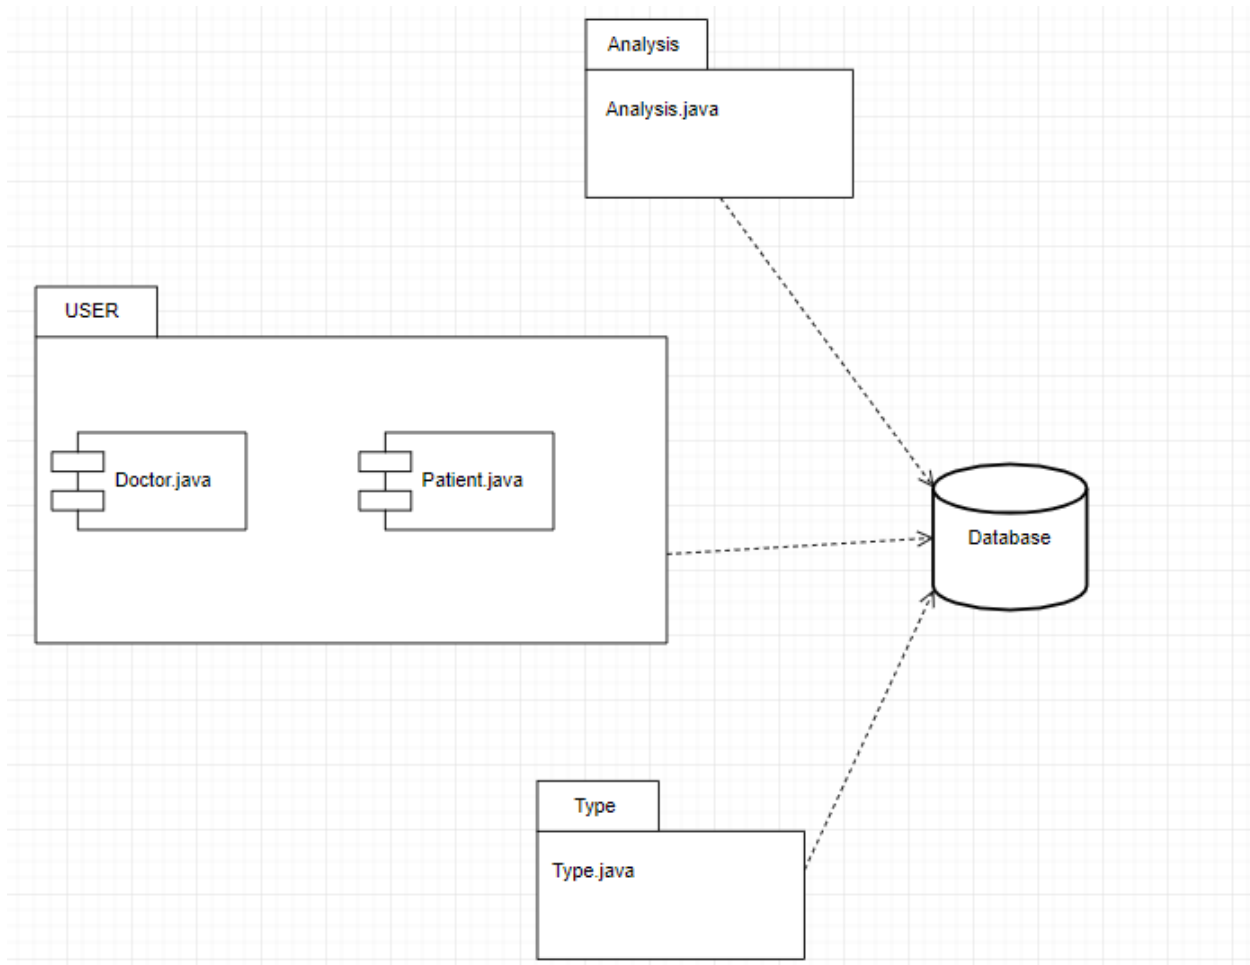 Analysis
Analysis.java
USER
Doctor.java
Patient.java
Database
Type
Type.java